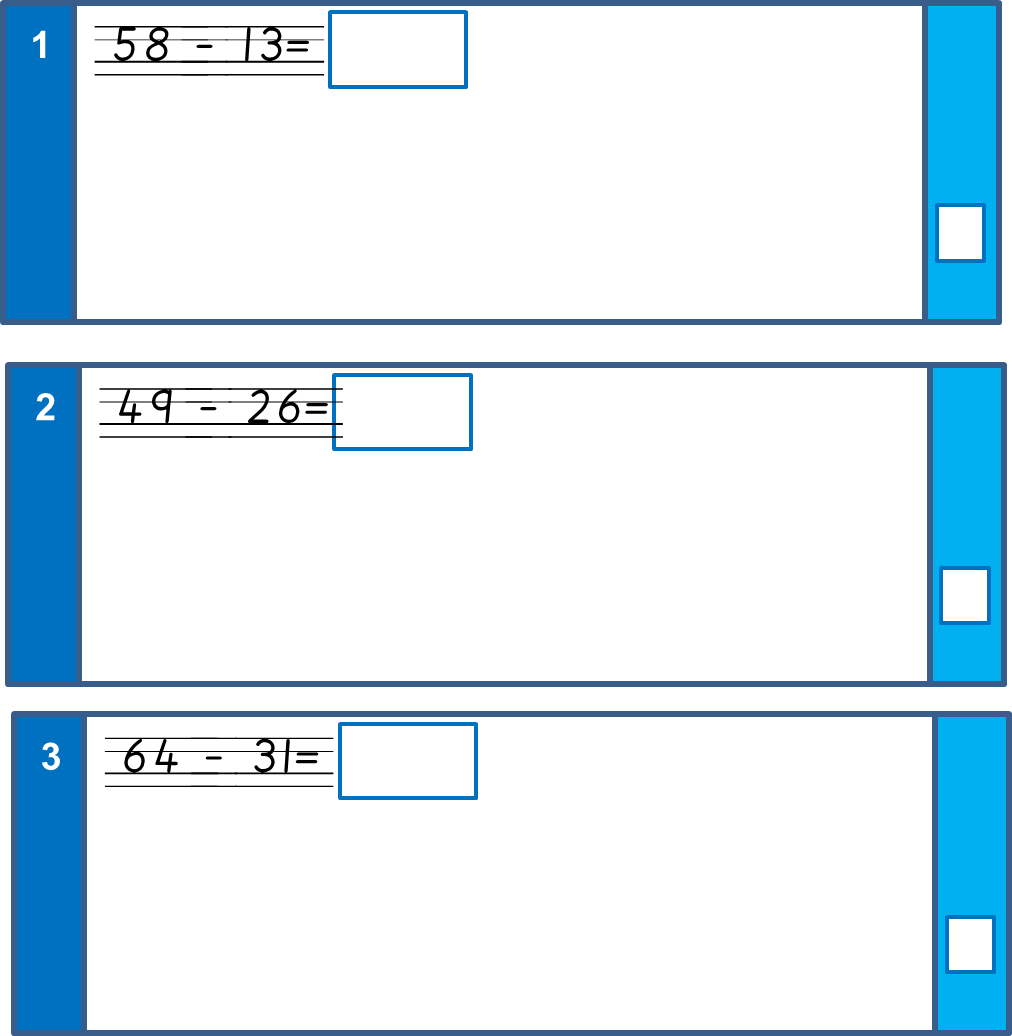 1 58 - 13=
2 49 - 26=
3 64 - 31=